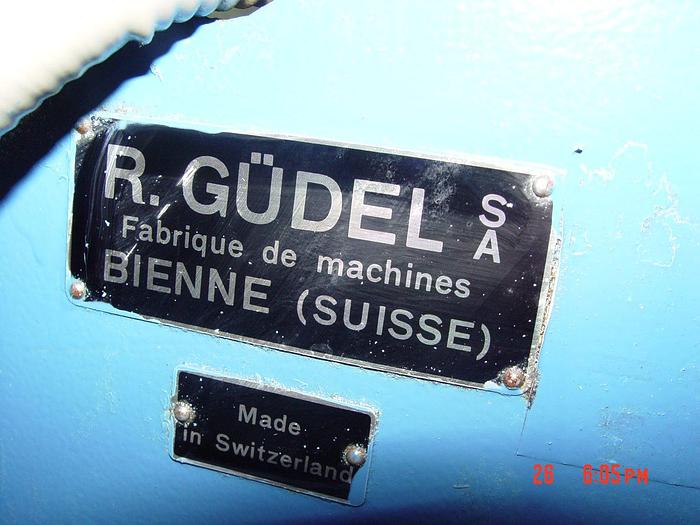 R. GÜDEL SA
Fabrique de machines
BIENNE (SUISSE)
Made
in Switzerland
26 6:05PM